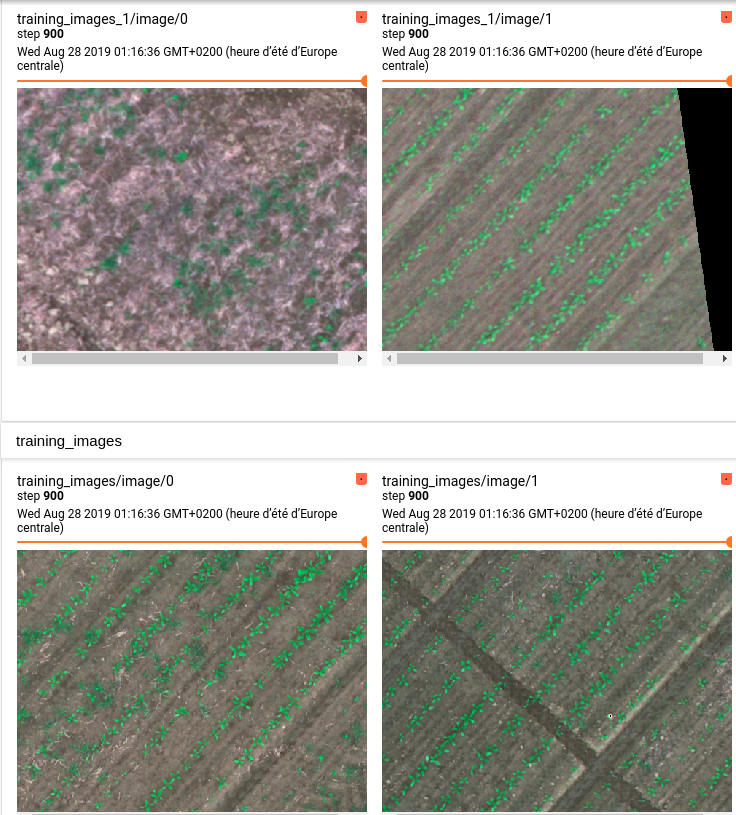 training_images_1/image/0
step 900
Wed Aug 28 2019 01:16:36 GMT+0200 (heure d'été d'Europe
centrale)
training_images_1/image/1
step 900
Wed Aug 28 2019 01:16:36 GMT+0200 (heure d'été d'Europe
centrale)
training_images
training_images/image/0
step 900
Wed Aug 28 2019 01:16:36 GMT+0200 (heure d'été d'Europe
centrale)
training_images/image/1
step 900
Wed Aug 28 2019 01:16:36 GMT+0200 (heure d'été d'Europe
centrale)